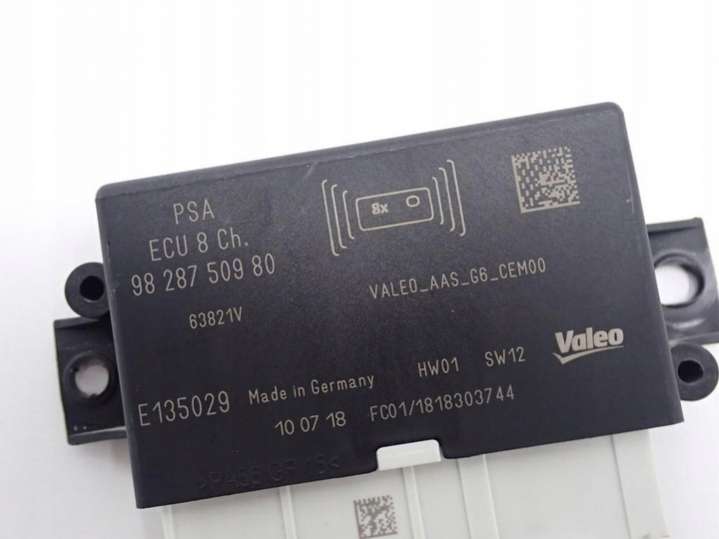 PSA
ECU 8 Ch.
98 287 509 80
63821V
8x
VALEO_AAS_G6_CEM00
Valeo
HW01 SW12
E135029 Made in Germany
10 07 18 FC01/1818303744